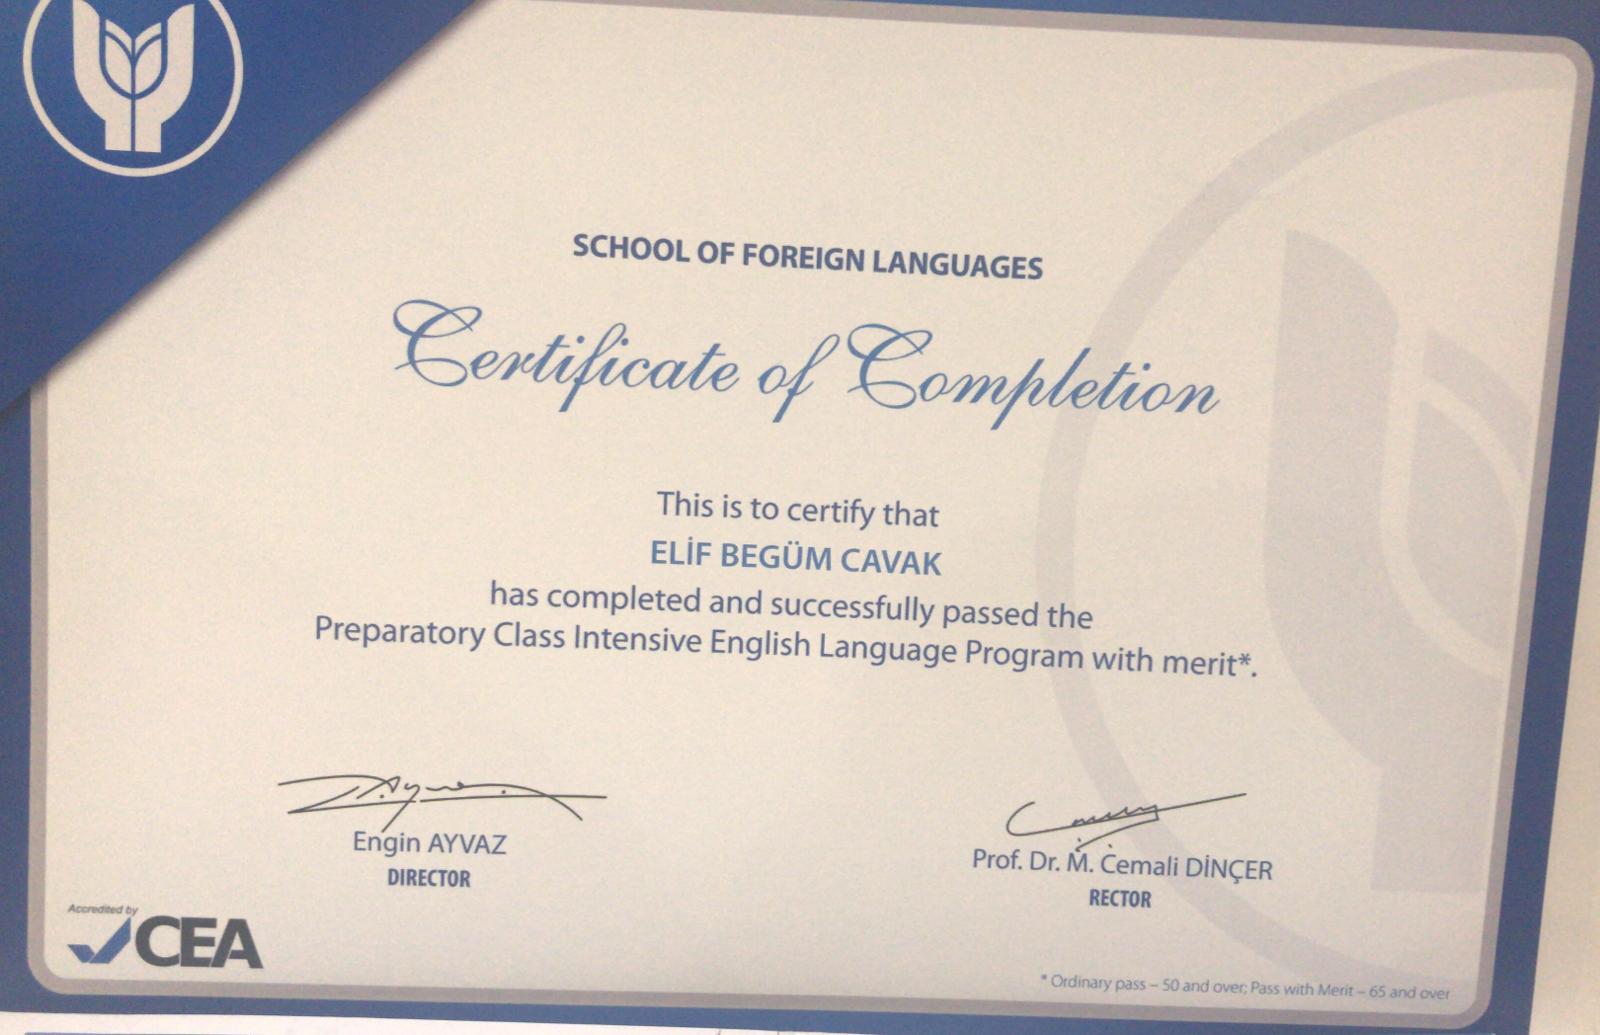 SCHOOL OF FOREIGN LANGUAGES
Certificate of Completion
This is to certify that
ELİF BEGÜM CAVAK
has completed and successfully passed the
Preparatory Class Intensive English Language Program with merit*.
Engin AYVAZ
DIRECTOR
Prof. Dr. M. Cemali DİNÇER
RECTOR
Accredited by
CEA
* Ordinary pass – 50 and over; Pass with Merit – 65 and over